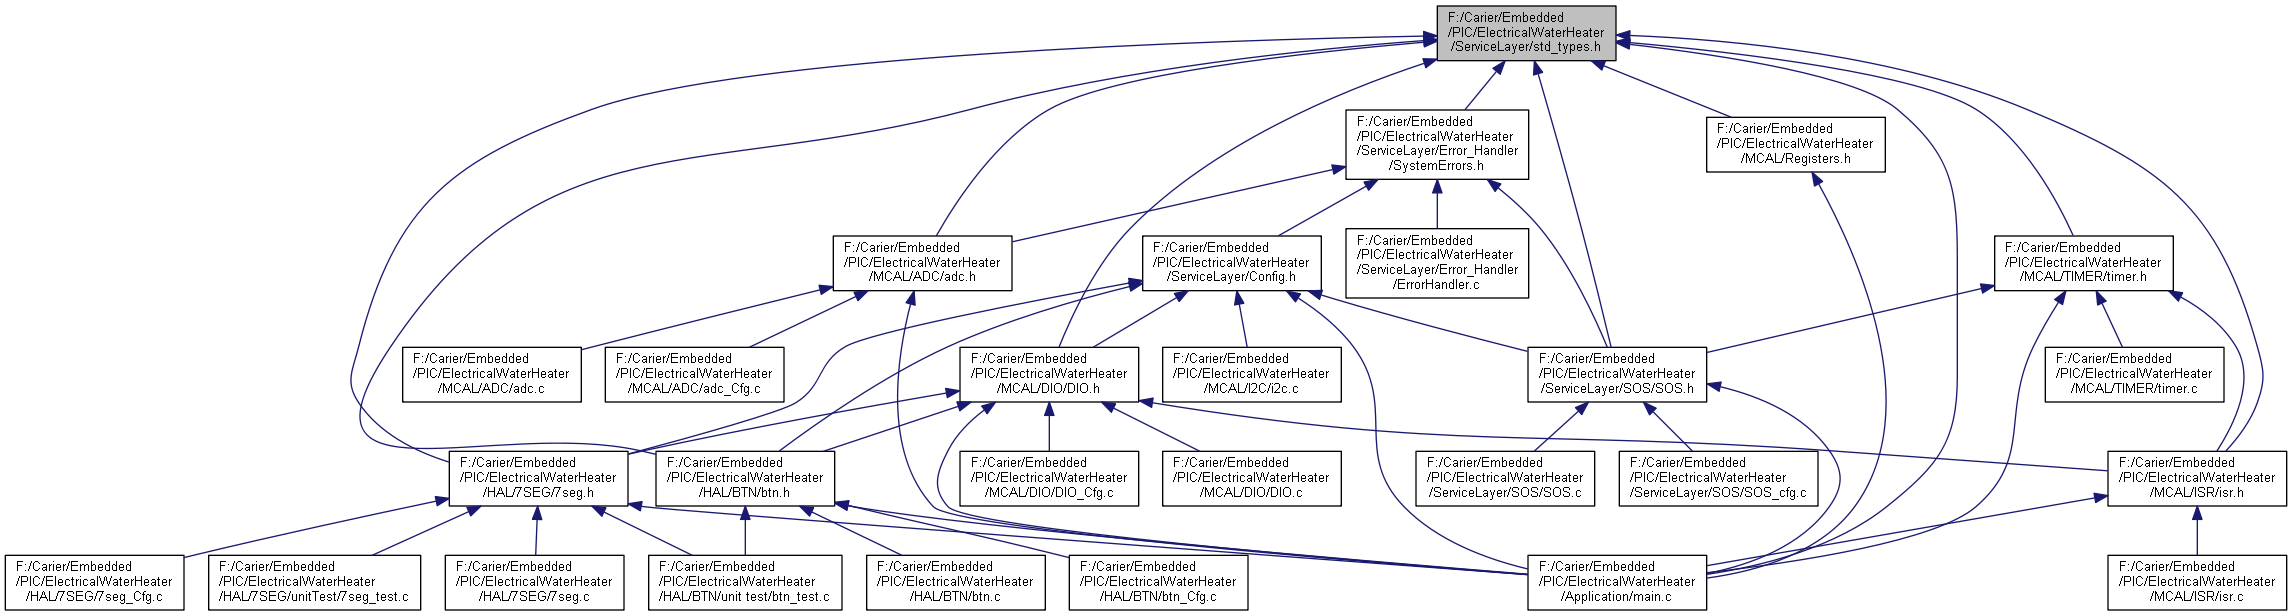 F:/Carier/Embedded
/PIC/ElectricalWaterHeater
/ServiceLayer/std_types.h
F:/Carier/Embedded
/PIC/ElectricalWaterHeater
/ServiceLayer/Error_Handler
/SystemErrors.h
F:/Carier/Embedded
/PIC/ElectricalWaterHeater
/MCAL/Registers.h
F:/Carier/Embedded
/PIC/ElectricalWaterHeater
/MCAL/ADC/adc.h
F:/Carier/Embedded
/PIC/ElectricalWaterHeater
/ServiceLayer/Config.h
F:/Carier/Embedded
/PIC/ElectricalWaterHeater
/ServiceLayer/Error_Handler
/ErrorHandler.c
F:/Carier/Embedded
/PIC/ElectricalWaterHeater
/MCAL/TIMER/timer.h
F:/Carier/Embedded
/PIC/ElectricalWaterHeater
/MCAL/ADC/adc.c
F:/Carier/Embedded
/PIC/ElectricalWaterHeater
/MCAL/ADC/adc_Cfg.c
F:/Carier/Embedded
/PIC/ElectricalWaterHeater
/MCAL/DIO/DIO.h
F:/Carier/Embedded
/PIC/ElectricalWaterHeater
/MCAL/I2C/i2c.c
F:/Carier/Embedded
/PIC/ElectricalWaterHeater
/ServiceLayer/SOS/SOS.h
F:/Carier/Embedded
/PIC/ElectricalWaterHeater
/MCAL/TIMER/timer.c
F:/Carier/Embedded
/PIC/ElectricalWaterHeater
/HAL/7SEG/7seg.h
F:/Carier/Embedded
/PIC/ElectricalWaterHeater
/HAL/BTN/btn.h
F:/Carier/Embedded
/PIC/ElectricalWaterHeater
/MCAL/DIO/DIO_Cfg.c
F:/Carier/Embedded
/PIC/ElectricalWaterHeater
/MCAL/DIO/DIO.c
F:/Carier/Embedded
/PIC/ElectricalWaterHeater
/ServiceLayer/SOS/SOS.c
F:/Carier/Embedded
/PIC/ElectricalWaterHeater
/ServiceLayer/SOS/SOS_cfg.c
F:/Carier/Embedded
/PIC/ElectricalWaterHeater
/MCAL/ISR/isr.h
F:/Carier/Embedded
/PIC/ElectricalWaterHeater
/HAL/7SEG/7seg_Cfg.c
F:/Carier/Embedded
/PIC/ElectricalWaterHeater
/HAL/7SEG/unitTest/7seg_test.c
F:/Carier/Embedded
/PIC/ElectricalWaterHeater
/HAL/7SEG/7seg.c
F:/Carier/Embedded
/PIC/ElectricalWaterHeater
/HAL/BTN/unit test/btn_test.c
F:/Carier/Embedded
/PIC/ElectricalWaterHeater
/HAL/BTN/btn.c
F:/Carier/Embedded
/PIC/ElectricalWaterHeater
/HAL/BTN/btn_Cfg.c
F:/Carier/Embedded
/PIC/ElectricalWaterHeater
/Application/main.c
F:/Carier/Embedded
/PIC/ElectricalWaterHeater
/MCAL/ISR/isr.c